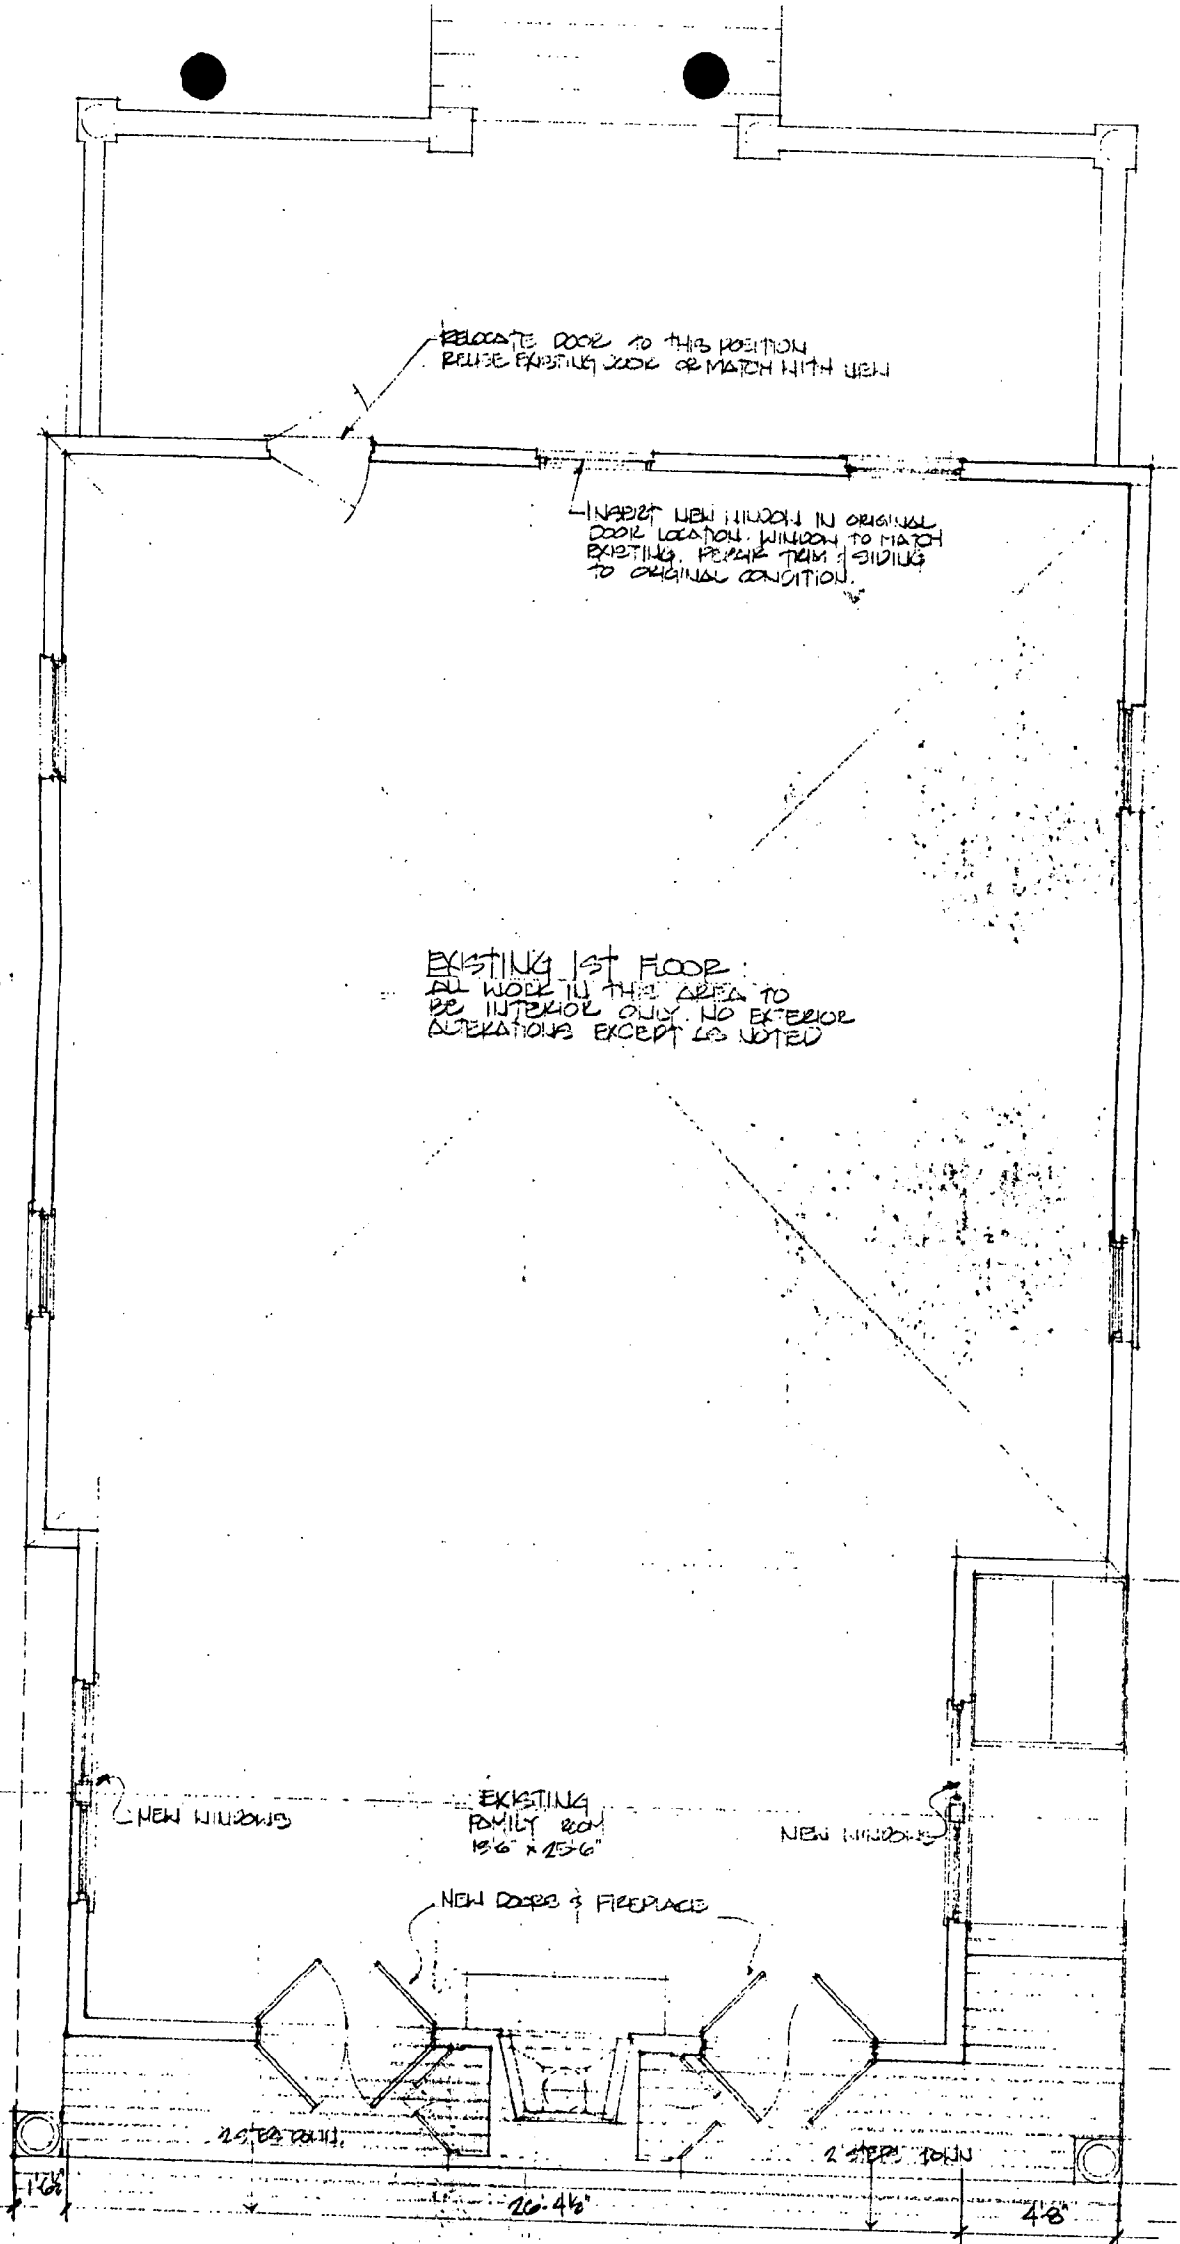 RELOCATE DOOR TO THIS POSITION
REUSE EXISTING DOOR OR MATCH WITH NEW
INSERT NEW WINDOW IN ORIGINAL
DOOR LOCATION. WINDOW TO MATCH
EXISTING. REPAIR TRIM & SIDING
TO ORIGINAL CONDITION.
EXISTING 1ST FLOOR:
ALL WORK IN THIS AREA TO
BE INTERIOR ONLY. NO EXTERIOR
ALTERATIONS EXCEPT AS NOTED
NEW WINDOWS
EXISTING
FAMILY ROOM
NEW WINDOWS
NEW DOORS & FIREPLACE
2 STEPS DOWN
2 STEPS DOWN
26'-4½"
4'-8"